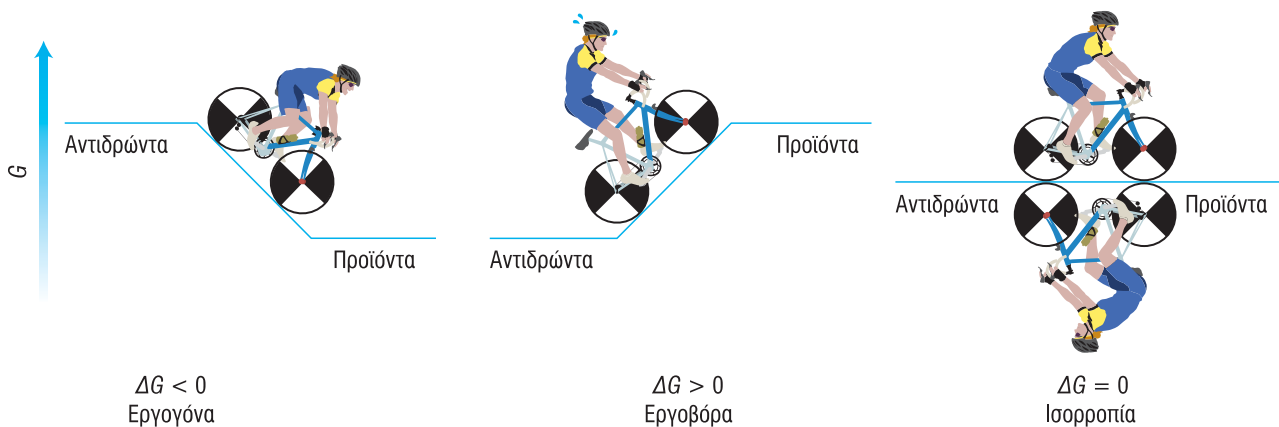 G
Αντιδρώντα
Προϊόντα
ΔG < 0
Εργογόνα
Προϊόντα
Αντιδρώντα
ΔG > 0
Εργοβόρα
Αντιδρώντα
Προϊόντα
ΔG = 0
Ισορροπία